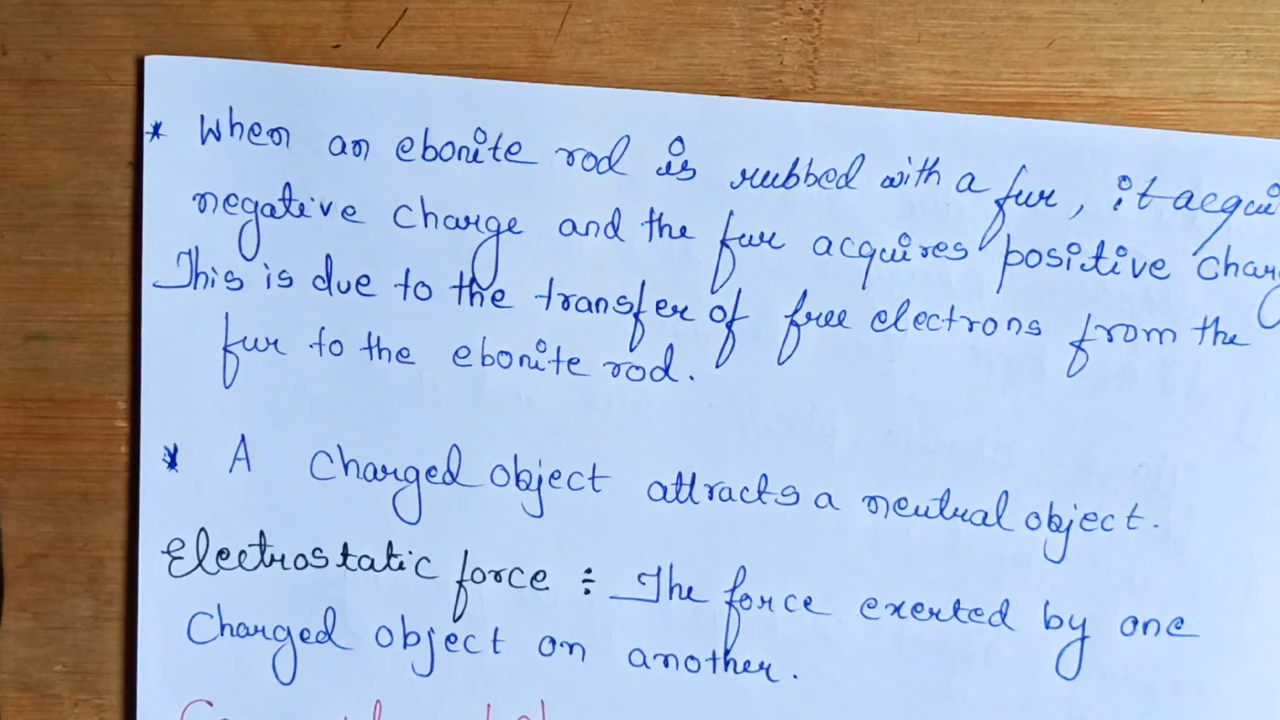 * When an ebonite rod is rubbed with a fur, it acqui
negative charge and the fur acquires positive charg
This is due to the transfer of free electrons from the
fur to the ebonite rod.
* A charged object attracts a neutral object.
Electrostatic force : The force exerted by one
charged object on another.